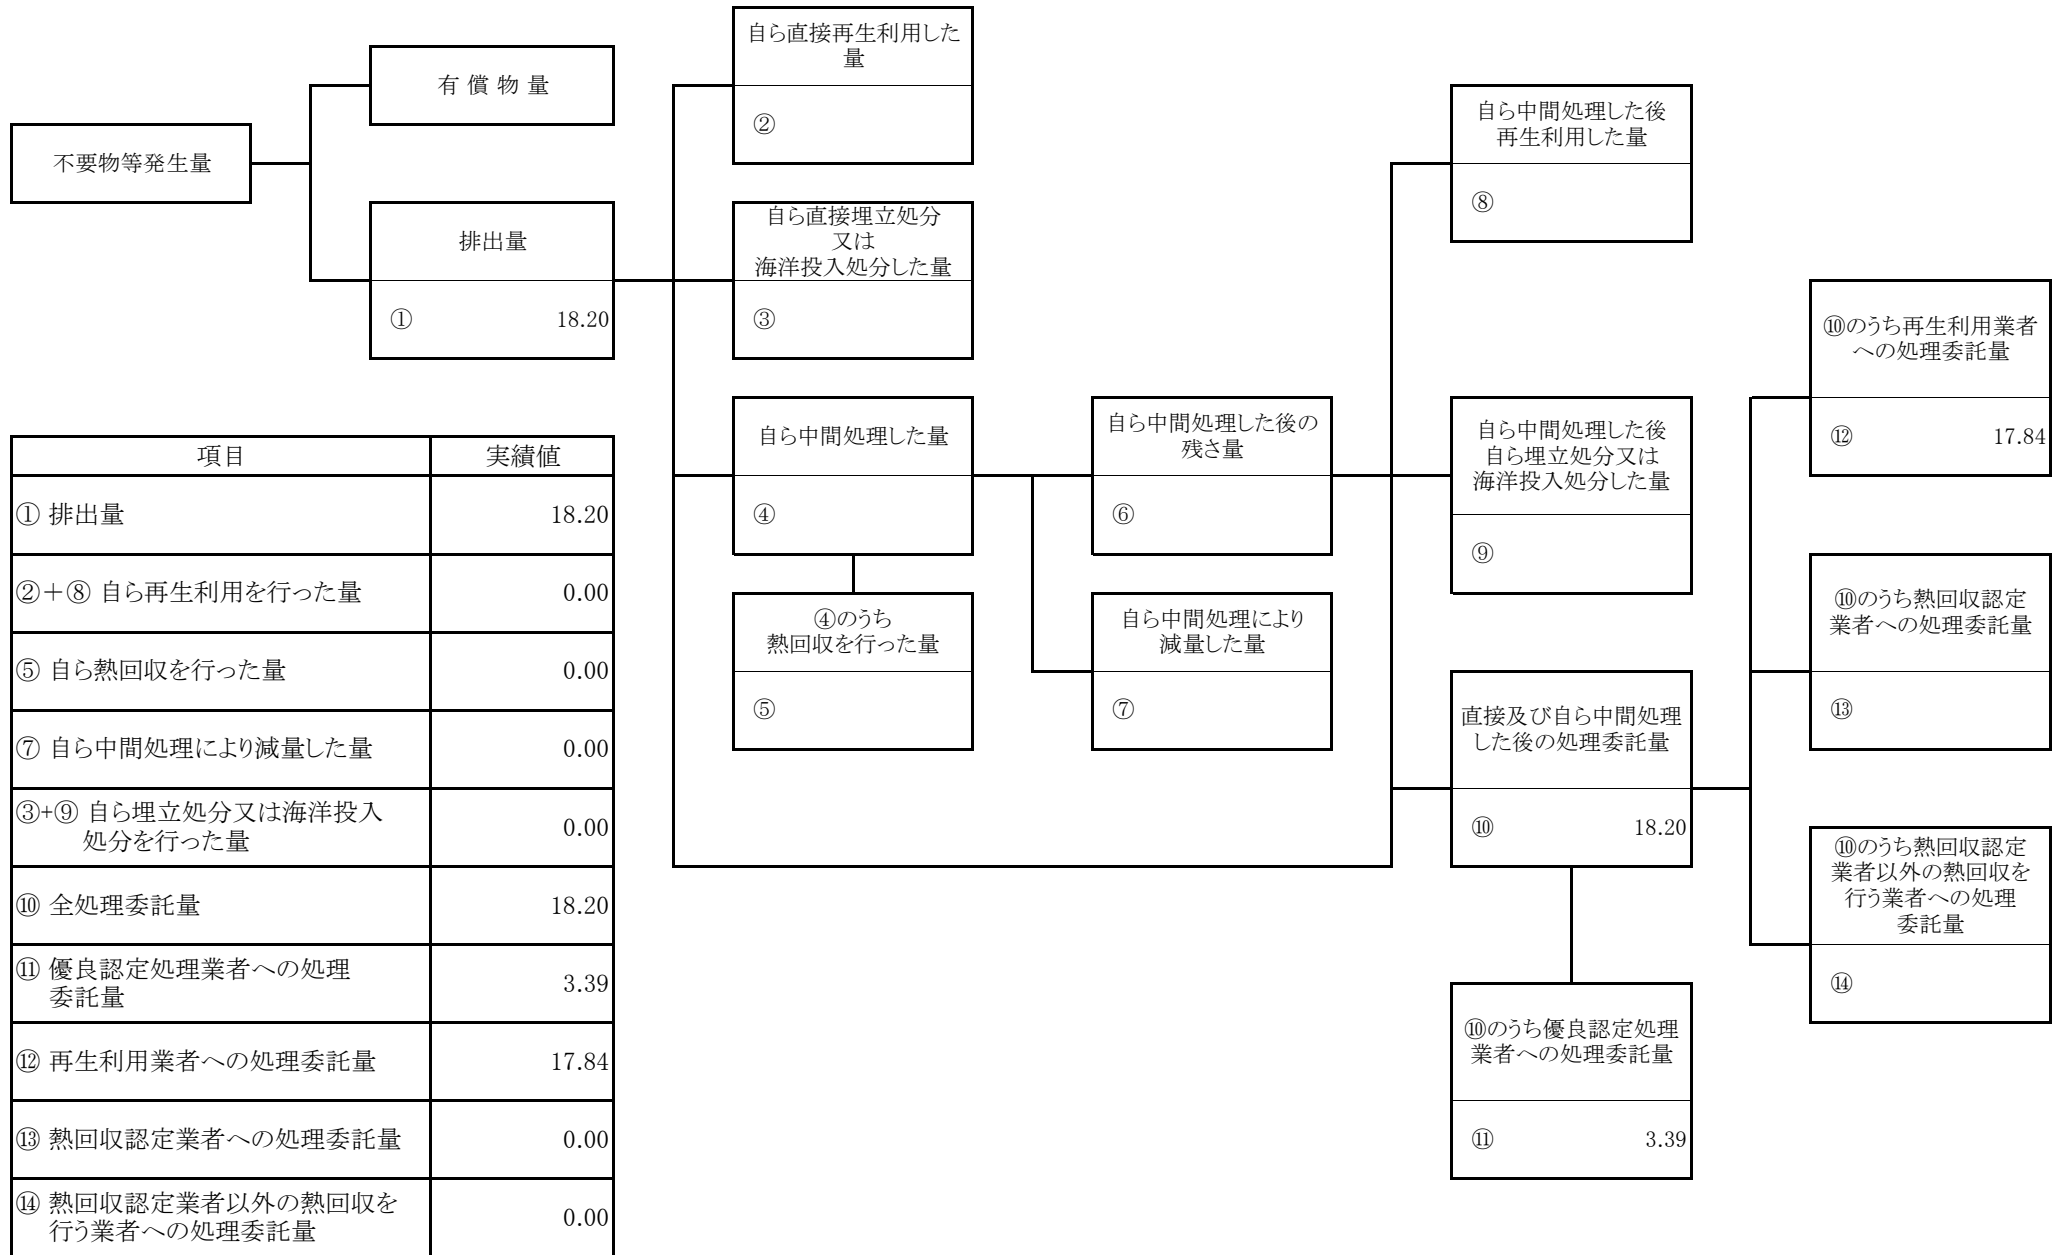 自ら直接再生利用した
量
②
有 償 物 量
不要物等発生量
排出量
① 18.20
自ら直接埋立処分
又は
海洋投入処分した量
③
自ら中間処理した後
再生利用した量
⑧
⑩のうち再生利用業者
への処理委託量
⑫ 17.84
自ら中間処理した量
④
自ら中間処理した後の
残さ量
⑥
自ら中間処理した後
自ら埋立処分又は
海洋投入処分した量
⑨
④のうち
熱回収を行った量
⑤
自ら中間処理により
減量した量
⑦
⑩のうち熱回収認定
業者への処理委託量
⑬
直接及び自ら中間処理
した後の処理委託量
⑩ 18.20
⑩のうち熱回収認定
業者以外の熱回収を
行う業者への処理
委託量
⑭
⑩のうち優良認定処理
業者への処理委託量
⑪ 3.39
項目 実績値
① 排出量 18.20
②＋⑧ 自ら再生利用を行った量 0.00
⑤ 自ら熱回収を行った量 0.00
⑦ 自ら中間処理により減量した量 0.00
③+⑨ 自ら埋立処分又は海洋投入
処分を行った量 0.00
⑩ 全処理委託量 18.20
⑪ 優良認定処理業者への処理
委託量 3.39
⑫ 再生利用業者への処理委託量 17.84
⑬ 熱回収認定業者への処理委託量 0.00
⑭ 熱回収認定業者以外の熱回収を
行う業者への処理委託量 0.00